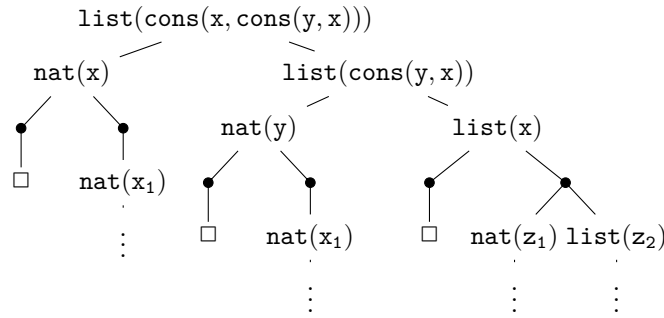 list(cons(x, cons(y, x)))
nat(x) list(cons(y, x))
nat(y) list(x)
□ nat(x₁) □ □
nat(x₁) nat(z₁) list(z₂)